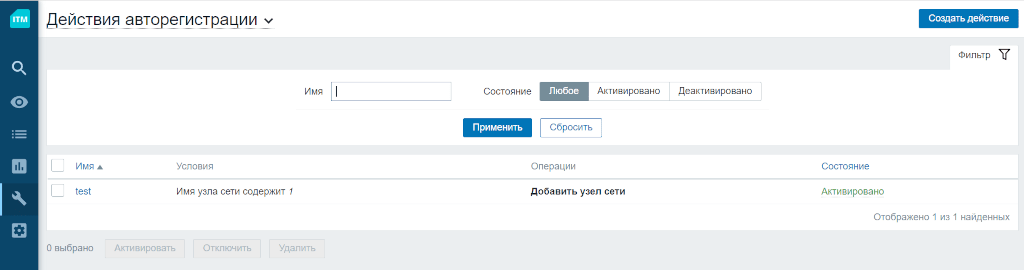 ITM
Действия авторегистрации
Создать действие
Фильтр
Имя
Состояние Любое Активировано Деактивировано
Применить Сбросить
Имя Условия Операции Состояние
test Имя узла сети содержит 1 Добавить узел сети Активировано
Отображено 1 из 1 найденных
0 выбрано Активировать Отключить Удалить